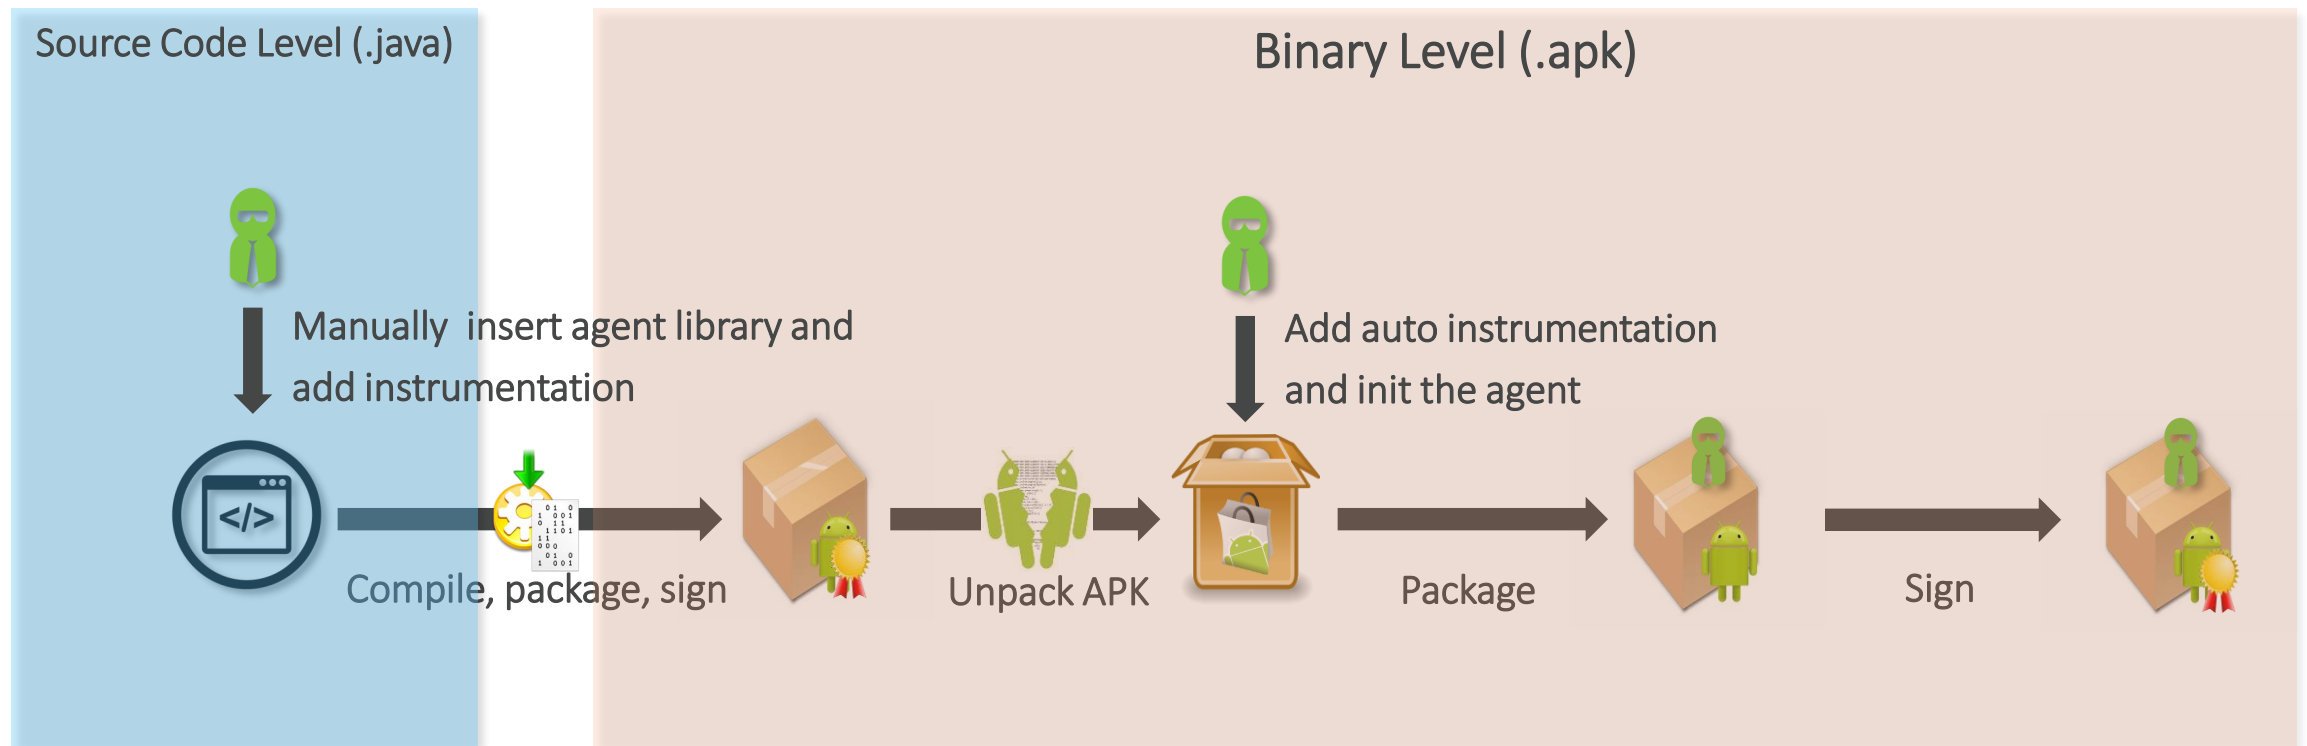 Source Code Level (.java)
Binary Level (.apk)
Manually insert agent library and
add instrumentation
Add auto instrumentation
and init the agent
</>
Compile, package, sign
Unpack APK
Package
Sign